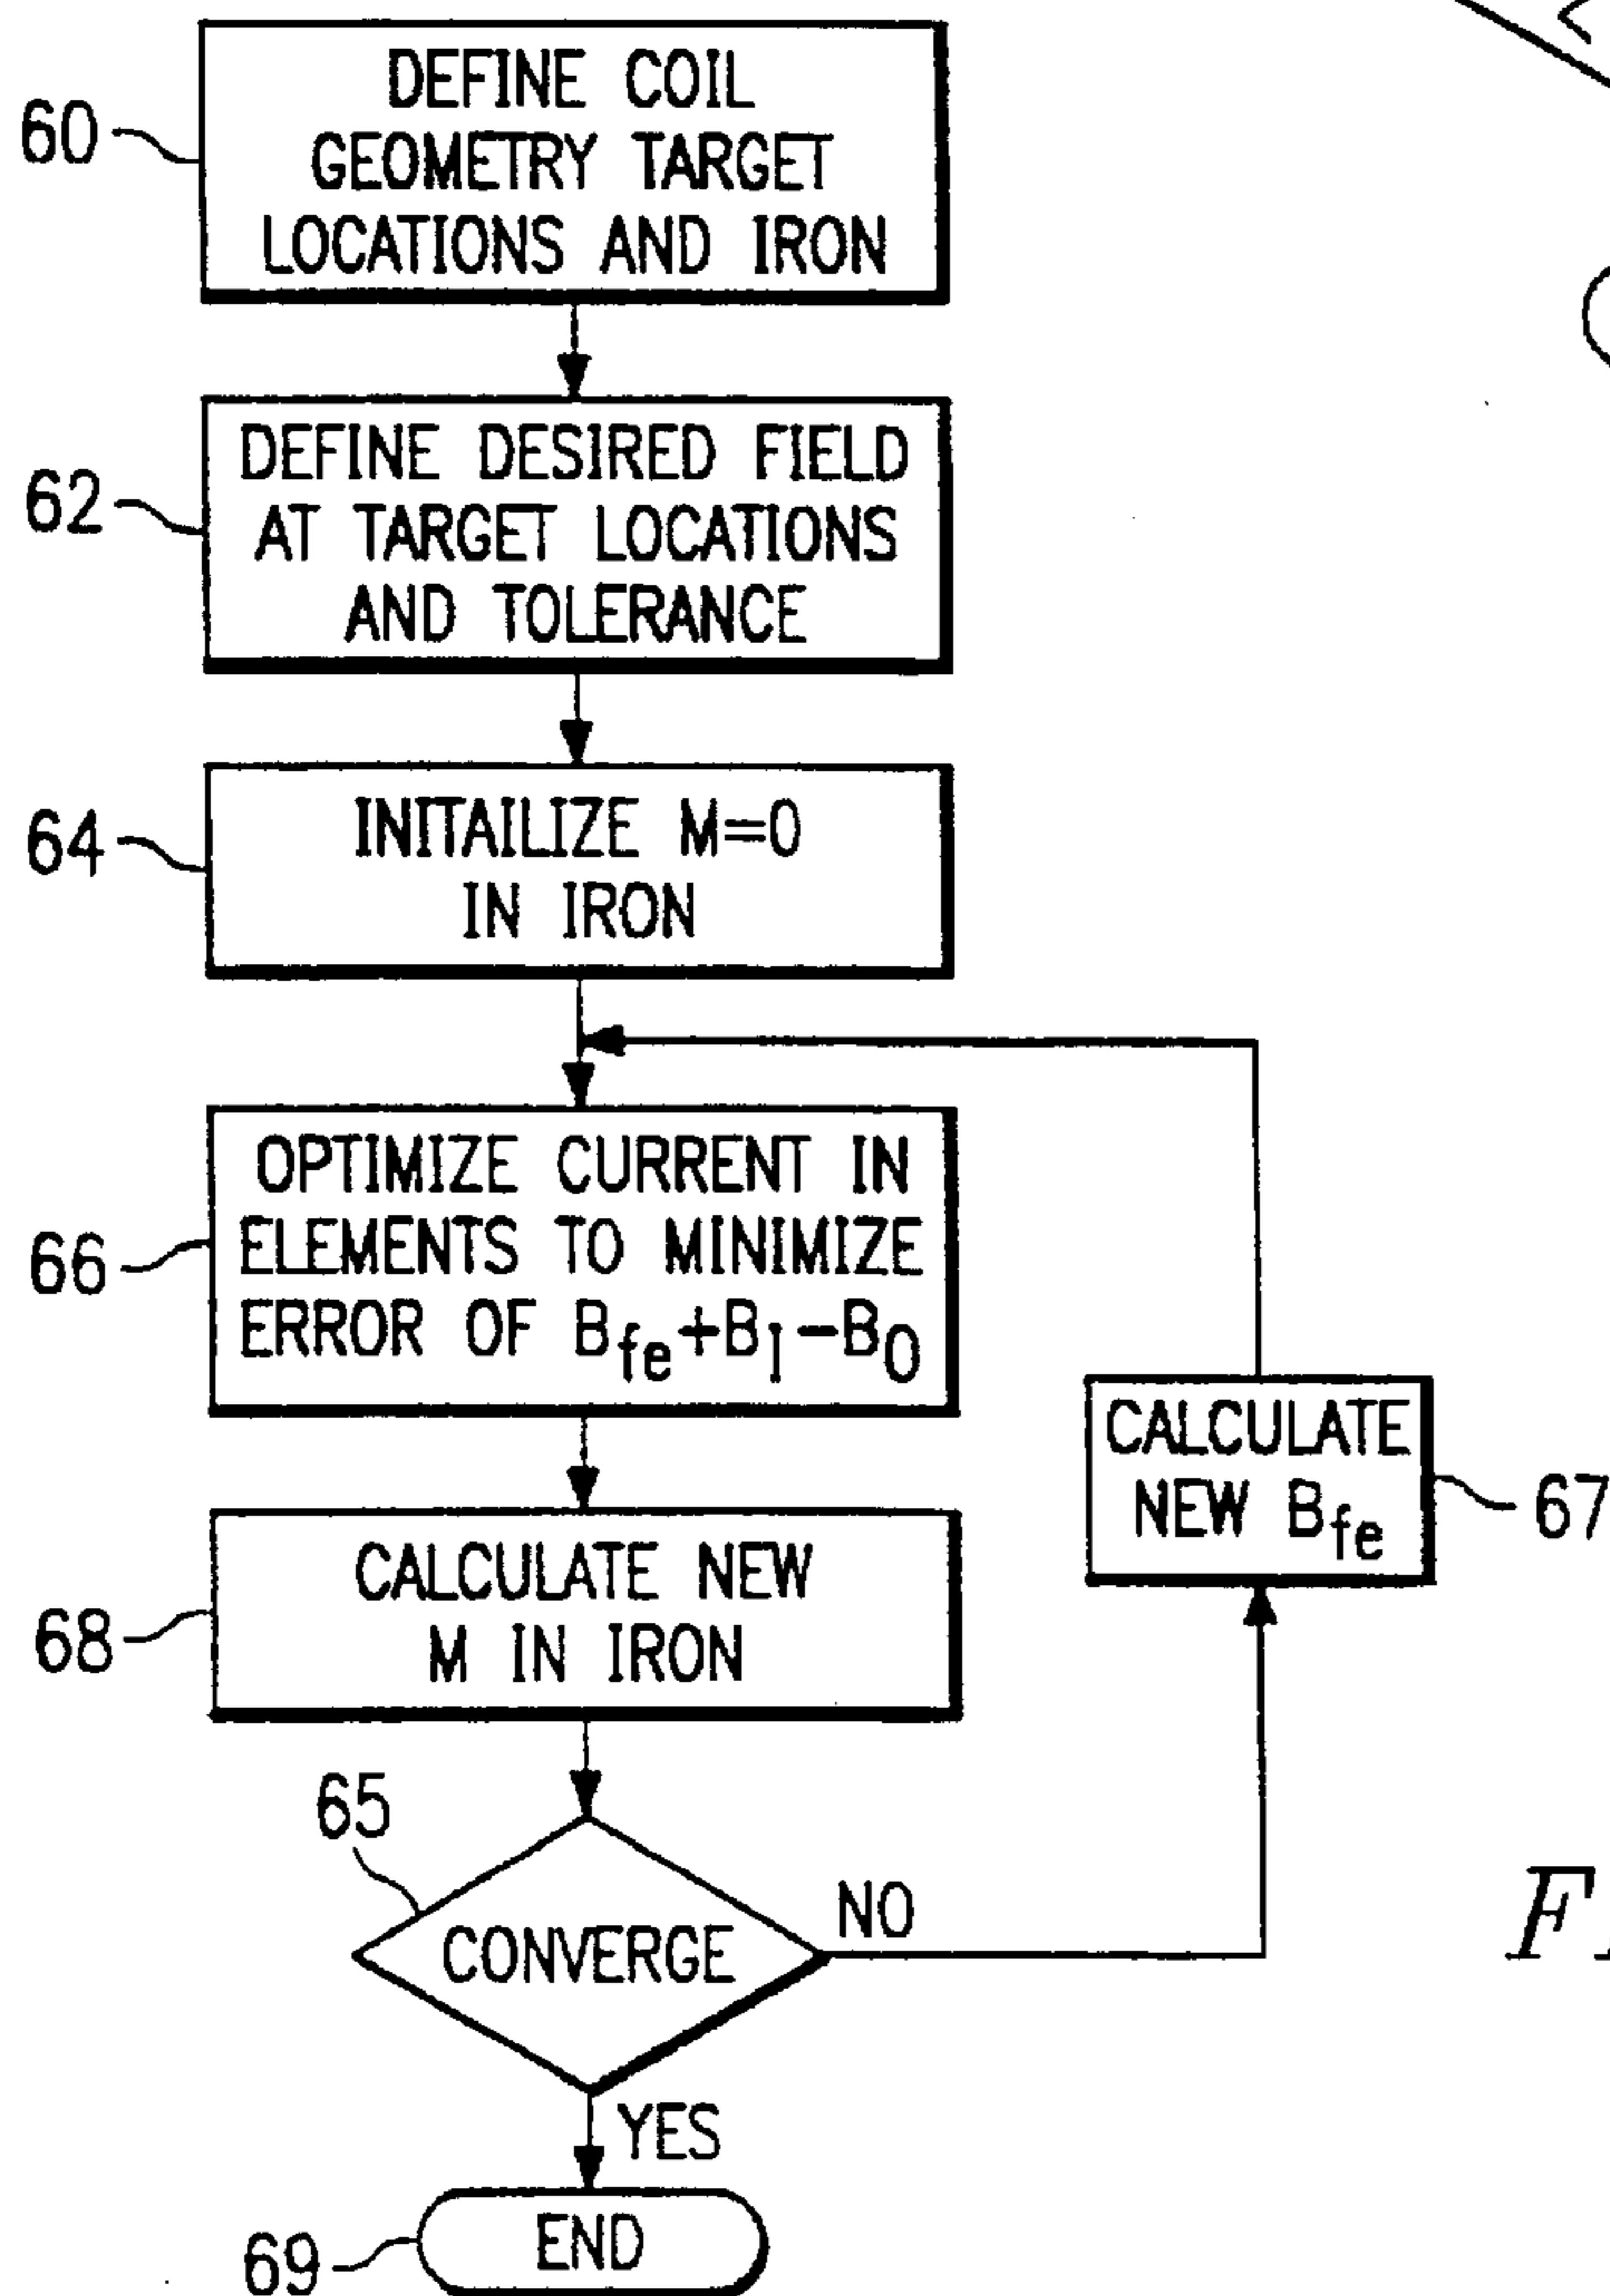 60
DEFINE COIL
GEOMETRY TARGET
LOCATIONS AND IRON
62
DEFINE DESIRED FIELD
AT TARGET LOCATIONS
AND TOLERANCE
64
INITAILIZE M=0
IN IRON
66
OPTIMIZE CURRENT IN
ELEMENTS TO MINIMIZE
ERROR OF Bfe+BI-BO
CALCULATE
NEW Bfe
67
68
CALCULATE NEW
M IN IRON
65
CONVERGE
NO
YES
69
END